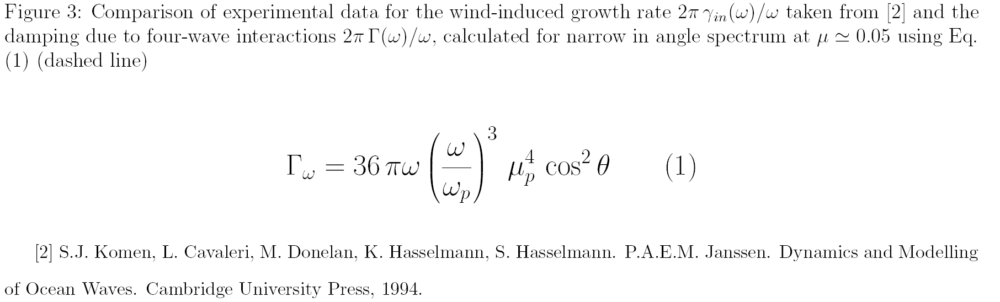 Figure 3: Comparison of experimental data for the wind-induced growth rate 2π γ_{in}(ω)/ω taken from [2] and the
damping due to four-wave interactions 2π Γ(ω)/ω, calculated for narrow in angle spectrum at μ ≃ 0.05 using Eq.
(1) (dashed line)
Γ_ω = 36 πω (ω/ω_p)^3 μ_p^4 cos^2 θ (1)
[2] S.J. Komen, L. Cavaleri, M. Donelan, K. Hasselmann, S. Hasselmann. P.A.E.M. Janssen. Dynamics and Modelling
of Ocean Waves. Cambridge University Press, 1994.